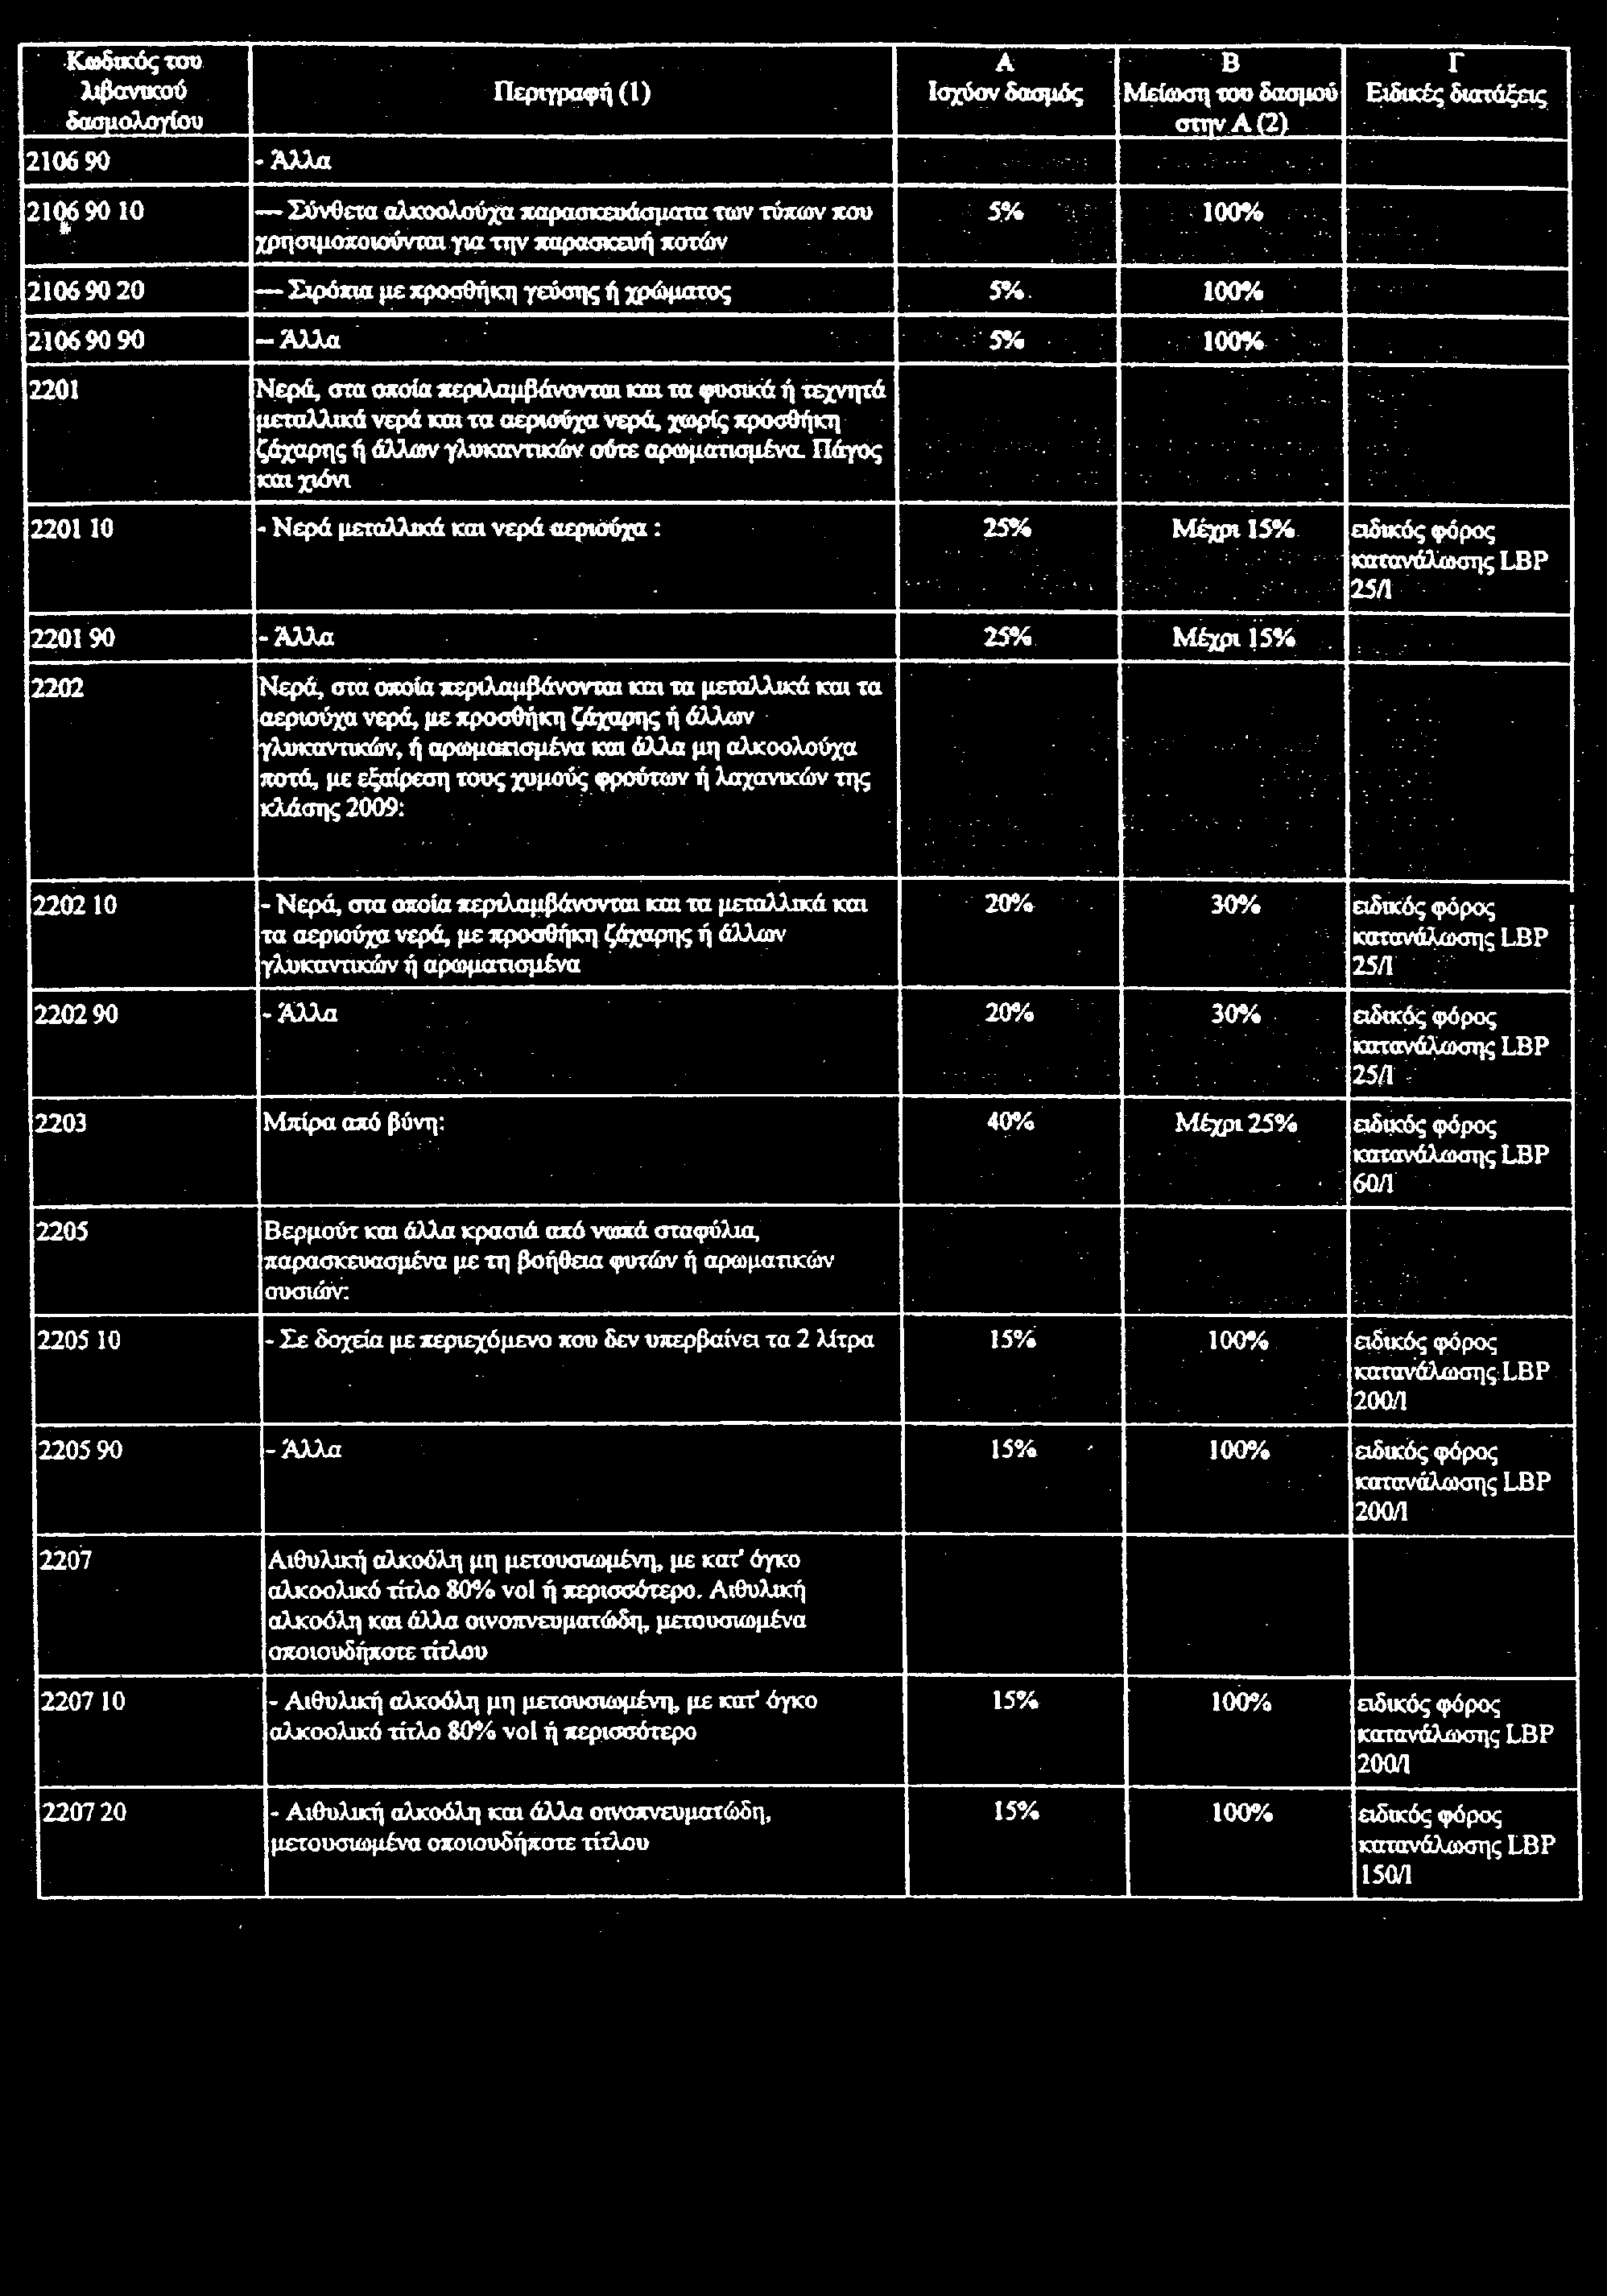 Κωδικός του
λιβανικού
δασμολογίου
Περιγραφή (1)
Α
Ισχύον δασμός
Β
Μείωση του δασμού
στην Α (2)
Γ
Ειδικές διατάξεις
2106 90
- Άλλα
2106 90 10
— Σύνθετα αλκοολούχα παρασκευάσματα των τύπων που
χρησιμοποιούνται για την παρασκευή ποτών
5%
100%
2106 90 20
— Σιρόπια με προσθήκη γεύσης ή χρώματος
5%
100%
2106 90 90
– Άλλα
5%
100%
2201
Νερά, στα οποία περιλαμβάνονται και τα φυσικά ή τεχνητά
μεταλλικά νερά και τα αεριούχα νερά, χωρίς προσθήκη
ζάχαρης ή άλλων γλυκαντικών ούτε αρωματισμένα. Πάγος
και χιόνι
2201 10
- Νερά μεταλλικά και νερά αεριούχα :
25%
Μέχρι 15%
ειδικός φόρος
κατανάλωσης LBP
25/l
2201 90
- Άλλα
25%
Μέχρι 15%
2202
Νερά, στα οποία περιλαμβάνονται και τα μεταλλικά και τα
αεριούχα νερά, με προσθήκη ζάχαρης ή άλλων
γλυκαντικών, ή αρωματισμένα και άλλα μη αλκοολούχα
ποτά, με εξαίρεση τους χυμούς φρούτων ή λαχανικών της
κλάσης 2009:
2202 10
- Νερά, στα οποία περιλαμβάνονται και τα μεταλλικά και
τα αεριούχα νερά, με προσθήκη ζάχαρης ή άλλων
γλυκαντικών ή αρωματισμένα
20%
30%
ειδικός φόρος
κατανάλωσης LBP
25/l
2202 90
- Άλλα
20%
30%
ειδικός φόρος
κατανάλωσης LBP
25/l
2203
Μπίρα από βύνη:
40%
Μέχρι 25%
ειδικός φόρος
κατανάλωσης LBP
60/l
2205
Βερμούτ και άλλα κρασιά από νωπά σταφύλια,
παρασκευασμένα με τη βοήθεια φυτών ή αρωματικών
ουσιών:
2205 10
- Σε δοχεία με περιεχόμενο που δεν υπερβαίνει τα 2 λίτρα
15%
100%
ειδικός φόρος
κατανάλωσης LBP
200/l
2205 90
- Άλλα
15%
100%
ειδικός φόρος
κατανάλωσης LBP
200/l
2207
Αιθυλική αλκοόλη μη μετουσιωμένη, με κατ' όγκο
αλκοολικό τίτλο 80% vol ή περισσότερο. Αιθυλική
αλκοόλη και άλλα οινοπνευματώδη, μετουσιωμένα
οποιουδήποτε τίτλου
2207 10
- Αιθυλική αλκοόλη μη μετουσιωμένη, με κατ' όγκο
αλκοολικό τίτλο 80% vol ή περισσότερο
15%
100%
ειδικός φόρος
κατανάλωσης LBP
200/l
2207 20
- Αιθυλική αλκοόλη και άλλα οινοπνευματώδη,
μετουσιωμένα οποιουδήποτε τίτλου
15%
100%
ειδικός φόρος
κατανάλωσης LBP
150/l